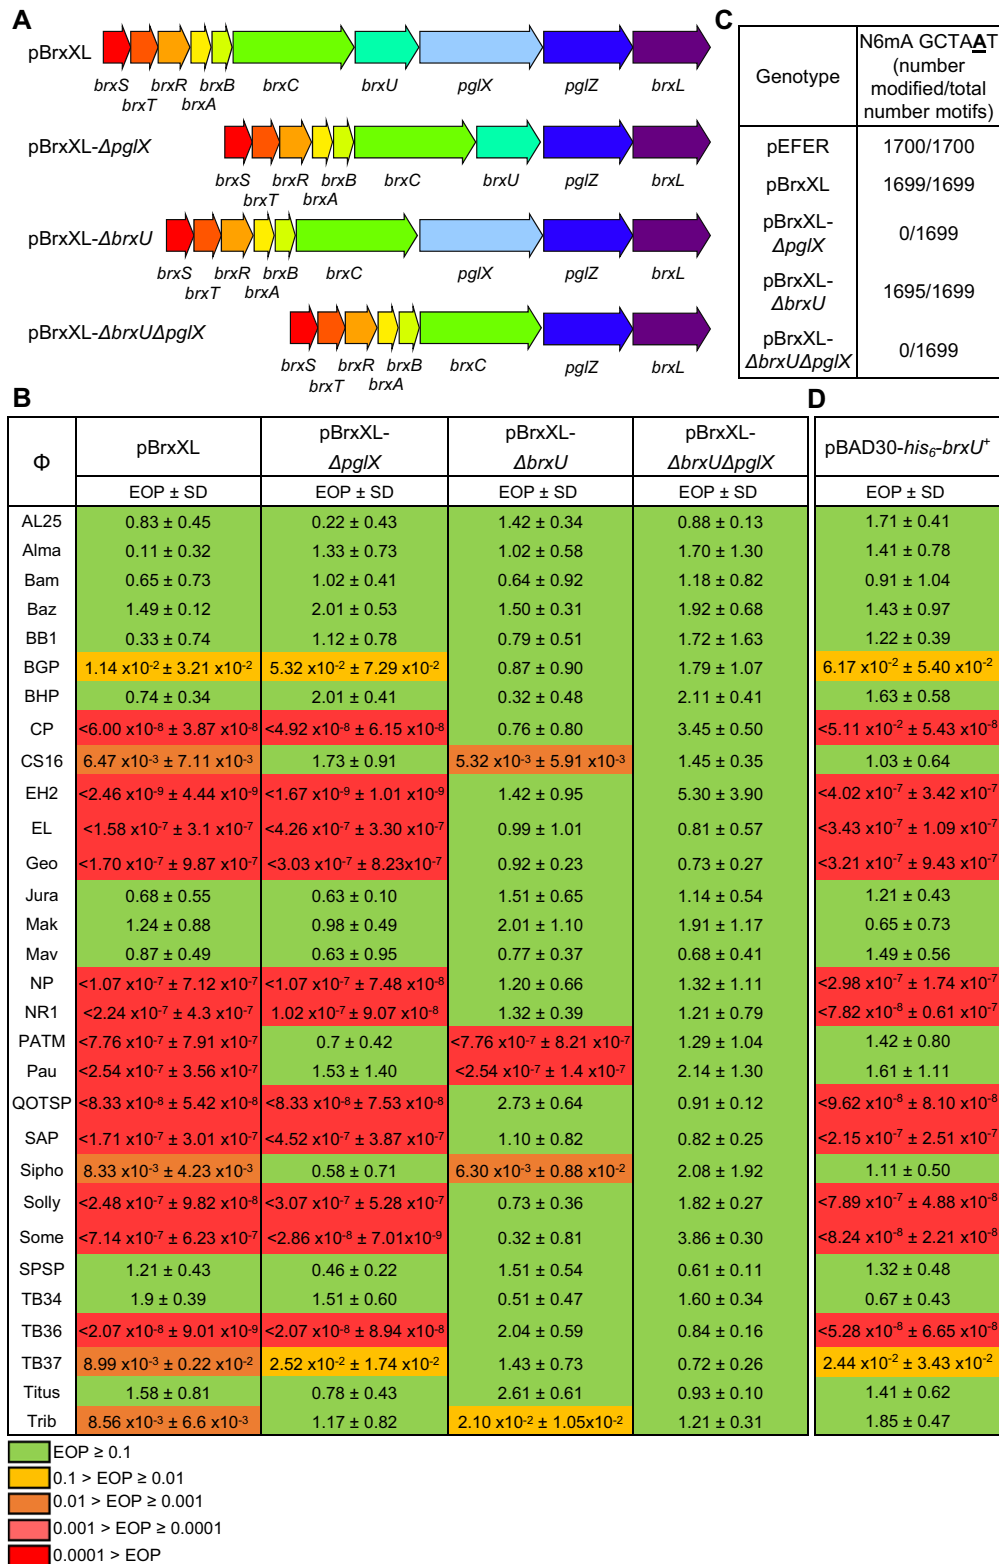 A
pBrxXL
brxS brxT brxR brxA brxB brxC brxU pglX pglZ brxL
pBrxXL-ΔpglX
brxS brxT brxR brxA brxB brxC brxU pglZ brxL
pBrxXL-ΔbrxU
brxS brxT brxR brxA brxB brxC pglX pglZ brxL
pBrxXL-ΔbrxUΔpglX
brxS brxT brxR brxA brxB brxC pglZ brxL
C
Genotype N6mA GCTAAT (number modified/total number motifs)
pEFER 1700/1700
pBrxXL 1699/1699
pBrxXL-ΔpglX 0/1699
pBrxXL-ΔbrxU 1695/1699
pBrxXL-ΔbrxUΔpglX 0/1699
B
D
Φ pBrxXL pBrxXL-ΔpglX pBrxXL-ΔbrxU pBrxXL-ΔbrxUΔpglX pBAD30-his₆-brxU⁺
EOP ± SD EOP ± SD EOP ± SD EOP ± SD EOP ± SD
AL25 0.83 ± 0.45 0.22 ± 0.43 1.42 ± 0.34 0.88 ± 0.13 1.71 ± 0.41
Alma 0.11 ± 0.32 1.33 ± 0.73 1.02 ± 0.58 1.70 ± 1.30 1.41 ± 0.78
Bam 0.65 ± 0.73 1.02 ± 0.41 0.64 ± 0.92 1.18 ± 0.82 0.91 ± 1.04
Baz 1.49 ± 0.12 2.01 ± 0.53 1.50 ± 0.31 1.92 ± 0.68 1.43 ± 0.97
BB1 0.33 ± 0.74 1.12 ± 0.78 0.79 ± 0.51 1.72 ± 1.63 1.22 ± 0.39
BGP 1.14 x10⁻² ± 3.21 x10⁻² 5.32 x10⁻² ± 7.29 x10⁻² 0.87 ± 0.90 1.79 ± 1.07 6.17 x10⁻² ± 5.40 x10⁻²
BHP 0.74 ± 0.34 2.01 ± 0.41 0.32 ± 0.48 2.11 ± 0.41 1.63 ± 0.58
CP <6.00 x10⁻⁸ ± 3.87 x10⁻⁸ <4.92 x10⁻⁸ ± 6.15 x10⁻⁸ 0.76 ± 0.80 3.45 ± 0.50 <5.11 x10⁻² ± 5.43 x10⁻⁸
CS16 6.47 x10⁻³ ± 7.11 x10⁻³ 1.73 ± 0.91 5.32 x10⁻³ ± 5.91 x10⁻³ 1.45 ± 0.35 1.03 ± 0.64
EH2 <2.46 x10⁻⁹ ± 4.44 x10⁻⁹ <1.67 x10⁻⁹ ± 1.01 x10⁻⁹ 1.42 ± 0.95 5.30 ± 3.90 <4.02 x10⁻⁷ ± 3.42 x10⁻⁷
EL <1.58 x10⁻⁷ ± 3.1 x10⁻⁷ <4.26 x10⁻⁷ ± 3.30 x10⁻⁷ 0.99 ± 1.01 0.81 ± 0.57 <3.43 x10⁻⁷ ± 1.09 x10⁻⁷
Geo <1.70 x10⁻⁷ ± 9.87 x10⁻⁷ <3.03 x10⁻⁷ ± 8.23x10⁻⁷ 0.92 ± 0.23 0.73 ± 0.27 <3.21 x10⁻⁷ ± 9.43 x10⁻⁷
Jura 0.68 ± 0.55 0.63 ± 0.10 1.51 ± 0.65 1.14 ± 0.54 1.21 ± 0.43
Mak 1.24 ± 0.88 0.98 ± 0.49 2.01 ± 1.10 1.91 ± 1.17 0.65 ± 0.73
Mav 0.87 ± 0.49 0.63 ± 0.95 0.77 ± 0.37 0.68 ± 0.41 1.49 ± 0.56
NP <1.07 x10⁻⁷ ± 7.12 x10⁻⁷ <1.07 x10⁻⁷ ± 7.48 x10⁻⁸ 1.20 ± 0.66 1.32 ± 1.11 <2.98 x10⁻⁷ ± 1.74 x10⁻⁷
NR1 <2.24 x10⁻⁷ ± 4.3 x10⁻⁷ 1.02 x10⁻⁷ ± 9.07 x10⁻⁸ 1.32 ± 0.39 1.21 ± 0.79 <7.82 x10⁻⁸ ± 0.61 x10⁻⁷
PATM <7.76 x10⁻⁷ ± 7.91 x10⁻⁷ 0.7 ± 0.42 <7.76 x10⁻⁷ ± 8.21 x10⁻⁷ 1.29 ± 1.04 1.42 ± 0.80
Pau <2.54 x10⁻⁷ ± 3.56 x10⁻⁷ 1.53 ± 1.40 <2.54 x10⁻⁷ ± 1.4 x10⁻⁷ 2.14 ± 1.30 1.61 ± 1.11
QOTSP <8.33 x10⁻⁸ ± 5.42 x10⁻⁸ <8.33 x10⁻⁸ ± 7.53 x10⁻⁸ 2.73 ± 0.64 0.91 ± 0.12 <9.62 x10⁻⁸ ± 8.10 x10⁻⁸
SAP <1.71 x10⁻⁷ ± 3.01 x10⁻⁷ <4.52 x10⁻⁷ ± 3.87 x10⁻⁷ 1.10 ± 0.82 0.82 ± 0.25 <2.15 x10⁻⁷ ± 2.51 x10⁻⁷
Sipho 8.33 x10⁻³ ± 4.23 x10⁻³ 0.58 ± 0.71 6.30 x10⁻³ ± 0.88 x10⁻² 2.08 ± 1.92 1.11 ± 0.50
Solly <2.48 x10⁻⁷ ± 9.82 x10⁻⁸ <3.07 x10⁻⁷ ± 5.28 x10⁻⁷ 0.73 ± 0.36 1.82 ± 0.27 <7.89 x10⁻⁷ ± 4.88 x10⁻⁸
Some <7.14 x10⁻⁷ ± 6.23 x10⁻⁷ <2.86 x10⁻⁸ ± 7.01x10⁻⁹ 0.32 ± 0.81 3.86 ± 0.30 <8.24 x10⁻⁸ ± 2.21 x10⁻⁸
SPSP 1.21 ± 0.43 0.46 ± 0.22 1.51 ± 0.54 0.61 ± 0.11 1.32 ± 0.48
TB34 1.9 ± 0.39 1.51 ± 0.60 0.51 ± 0.47 1.60 ± 0.34 0.67 ± 0.43
TB36 <2.07 x10⁻⁸ ± 9.01 x10⁻⁹ <2.07 x10⁻⁸ ± 8.94 x10⁻⁸ 2.04 ± 0.59 0.84 ± 0.16 <5.28 x10⁻⁸ ± 6.65 x10⁻⁸
TB37 8.99 x10⁻³ ± 0.22 x10⁻² 2.52 x10⁻² ± 1.74 x10⁻² 1.43 ± 0.73 0.72 ± 0.26 2.44 x10⁻² ± 3.43 x10⁻²
Titus 1.58 ± 0.81 0.78 ± 0.43 2.61 ± 0.61 0.93 ± 0.10 1.41 ± 0.62
Trib 8.56 x10⁻³ ± 6.6 x10⁻³ 1.17 ± 0.82 2.10 x10⁻² ± 1.05x10⁻² 1.21 ± 0.31 1.85 ± 0.47
EOP ≥ 0.1
0.1 > EOP ≥ 0.01
0.01 > EOP ≥ 0.001
0.001 > EOP ≥ 0.0001
0.0001 > EOP